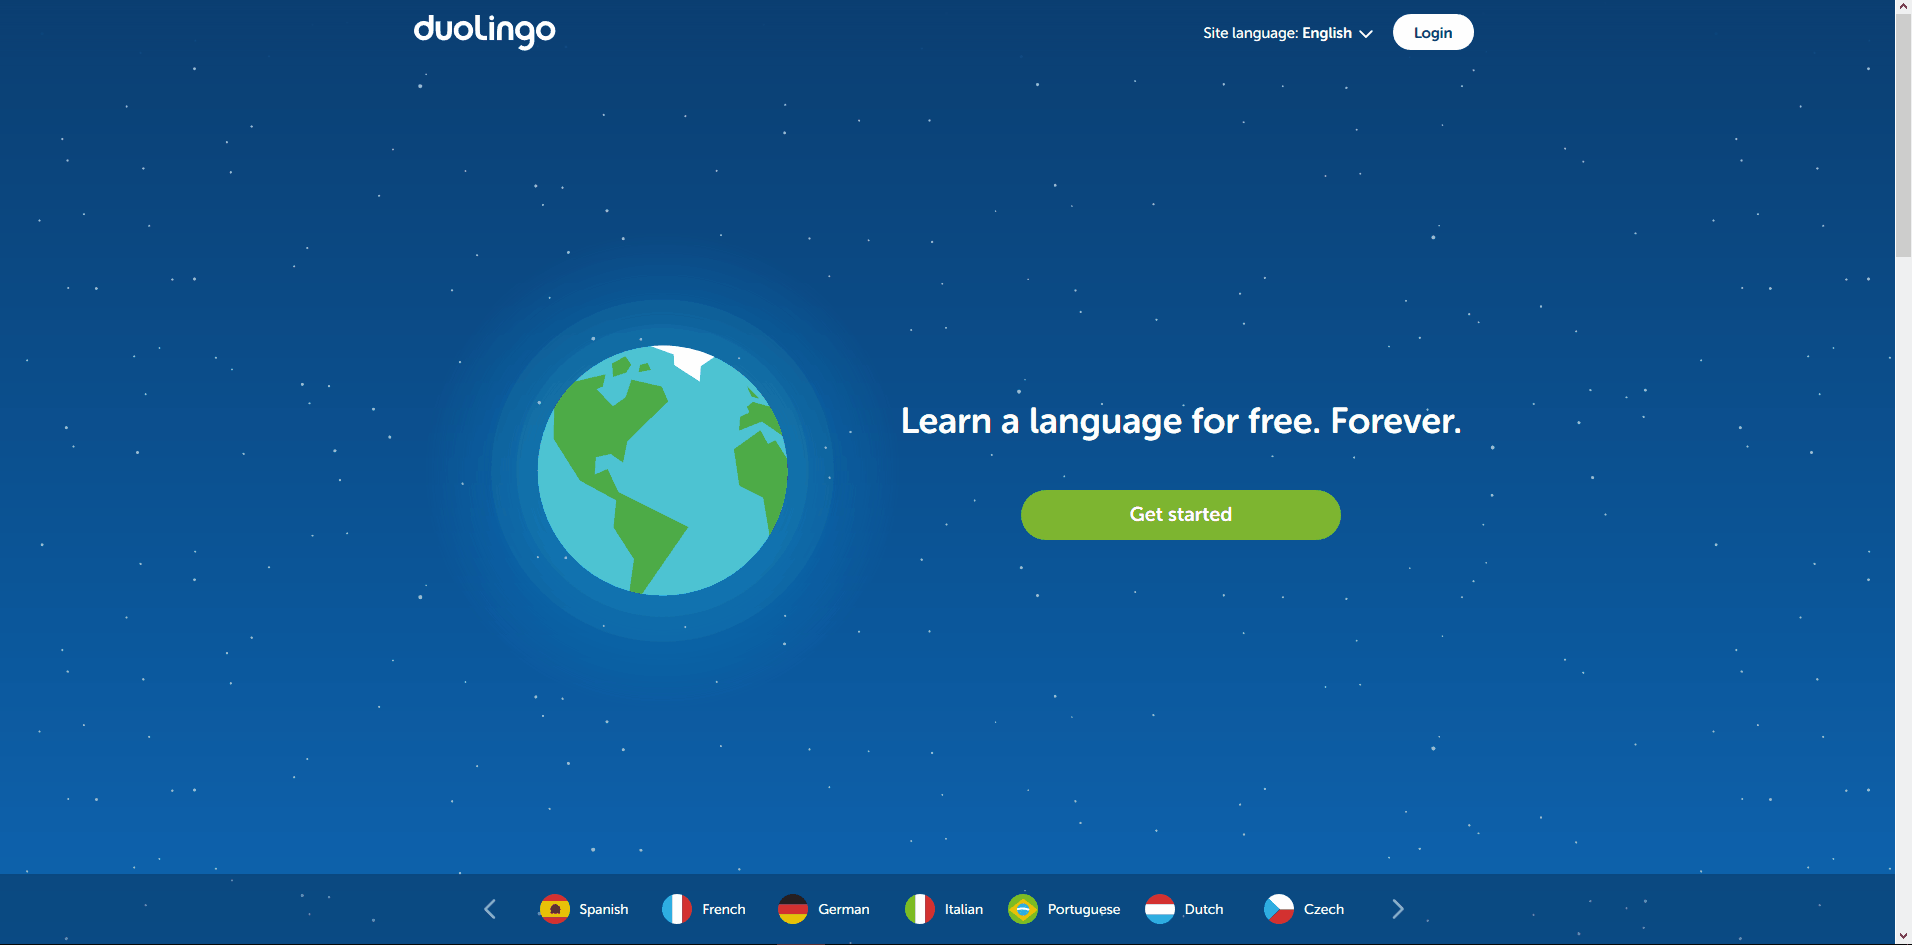 duolingo
Site language: English
Login
Learn a language for free. Forever.
Get started
Spanish
French
German
Italian
Portuguese
Dutch
Czech